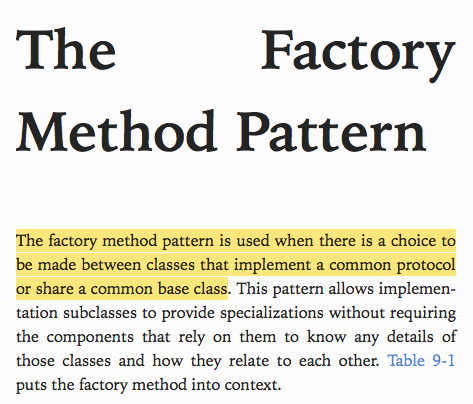 The Factory
Method Pattern
The factory method pattern is used when there is a choice to
be made between classes that implement a common protocol
or share a common base class. This pattern allows implemen-
tation subclasses to provide specializations without requiring
the components that rely on them to know any details of
those classes and how they relate to each other. Table 9-1
puts the factory method into context.